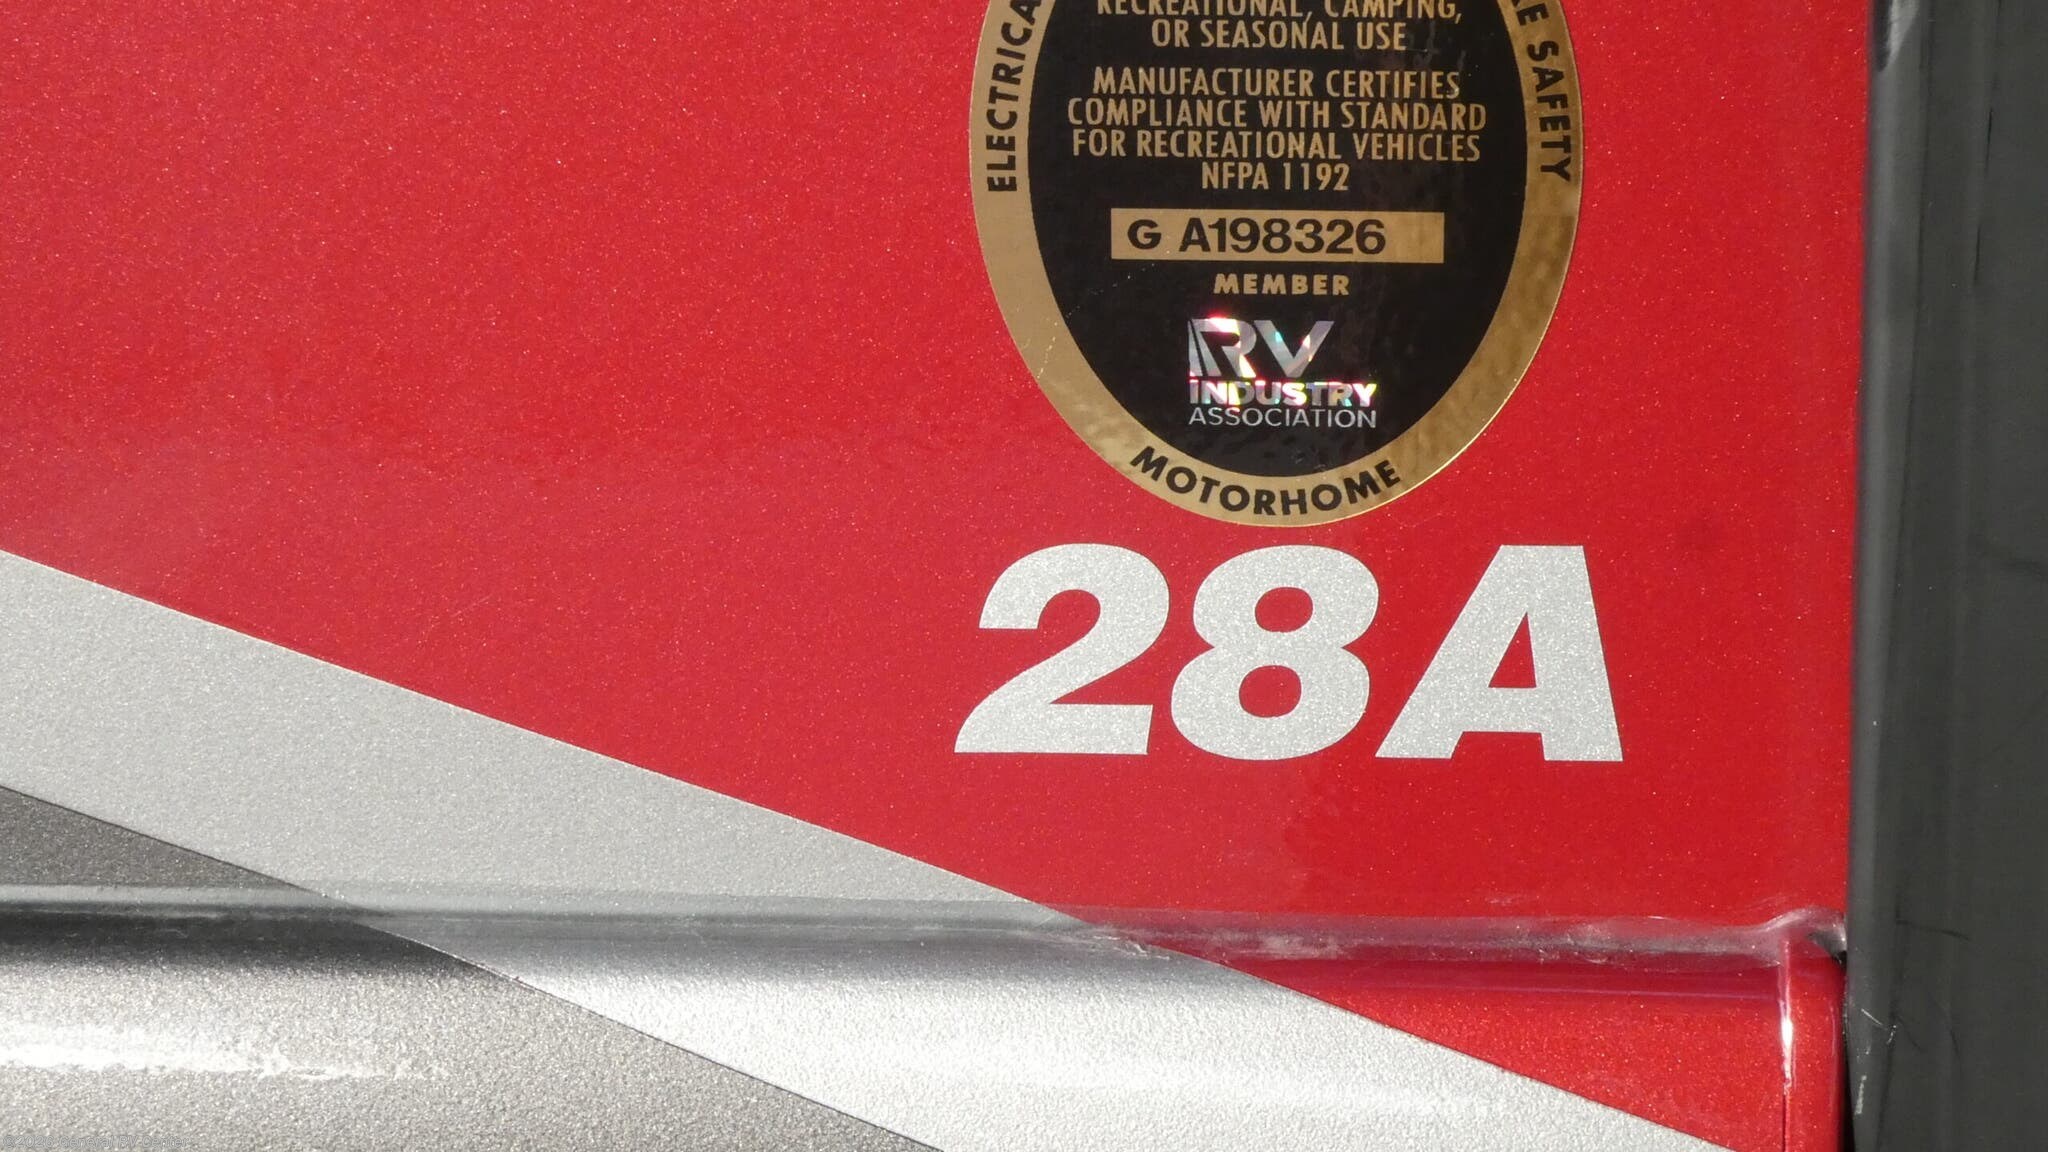 ELECTRICA
RECREATIONAL, CAMPING,
OR SEASONAL USE
MANUFACTURER CERTIFIES
COMPLIANCE WITH STANDARD
FOR RECREATIONAL VEHICLES
NFPA 1192
SAFETY
G A198326
MEMBER
RV
INDUSTRY
ASSOCIATION
MOTORHOME
28A